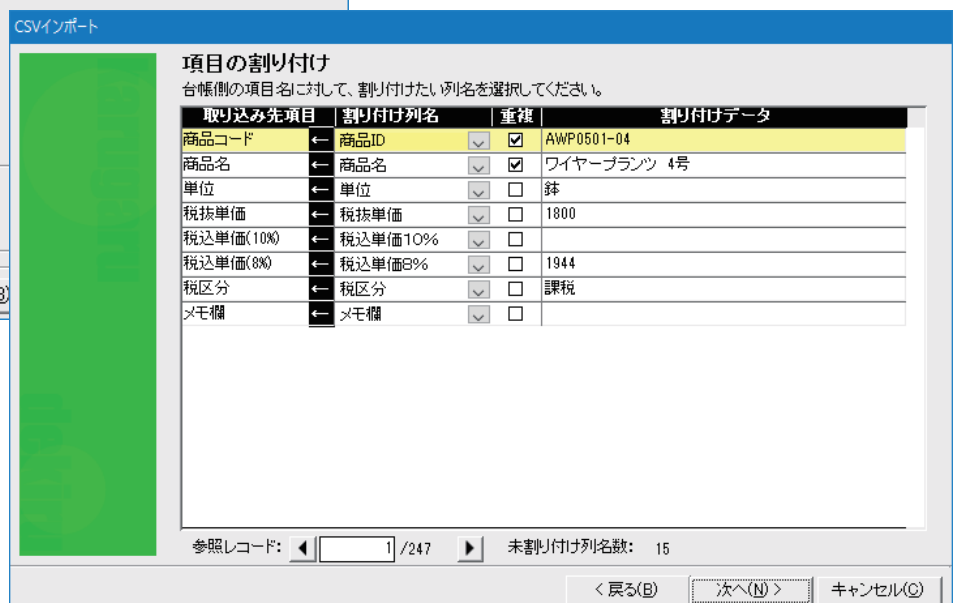 CSVインポート
項目の割り付け
台帳側の項目名に対して、割り付けたい列名を選択してください。
取り込み先項目 割り付け列名 重複 割り付けデータ
商品コード ← 商品ID AWP0501-04
商品名 ← 商品名 ワイヤープランツ 4号
単位 ← 単位 鉢
税抜単価 ← 税抜単価 1800
税込単価(10%) ← 税込単価10%
税込単価(8%) ← 税込単価8% 1944
税区分 ← 税区分 課税
メモ欄 ← メモ欄
参照レコード: 1 /247 未割り付け列名数: 15
< 戻る(B) 次へ(N) > キャンセル(C)